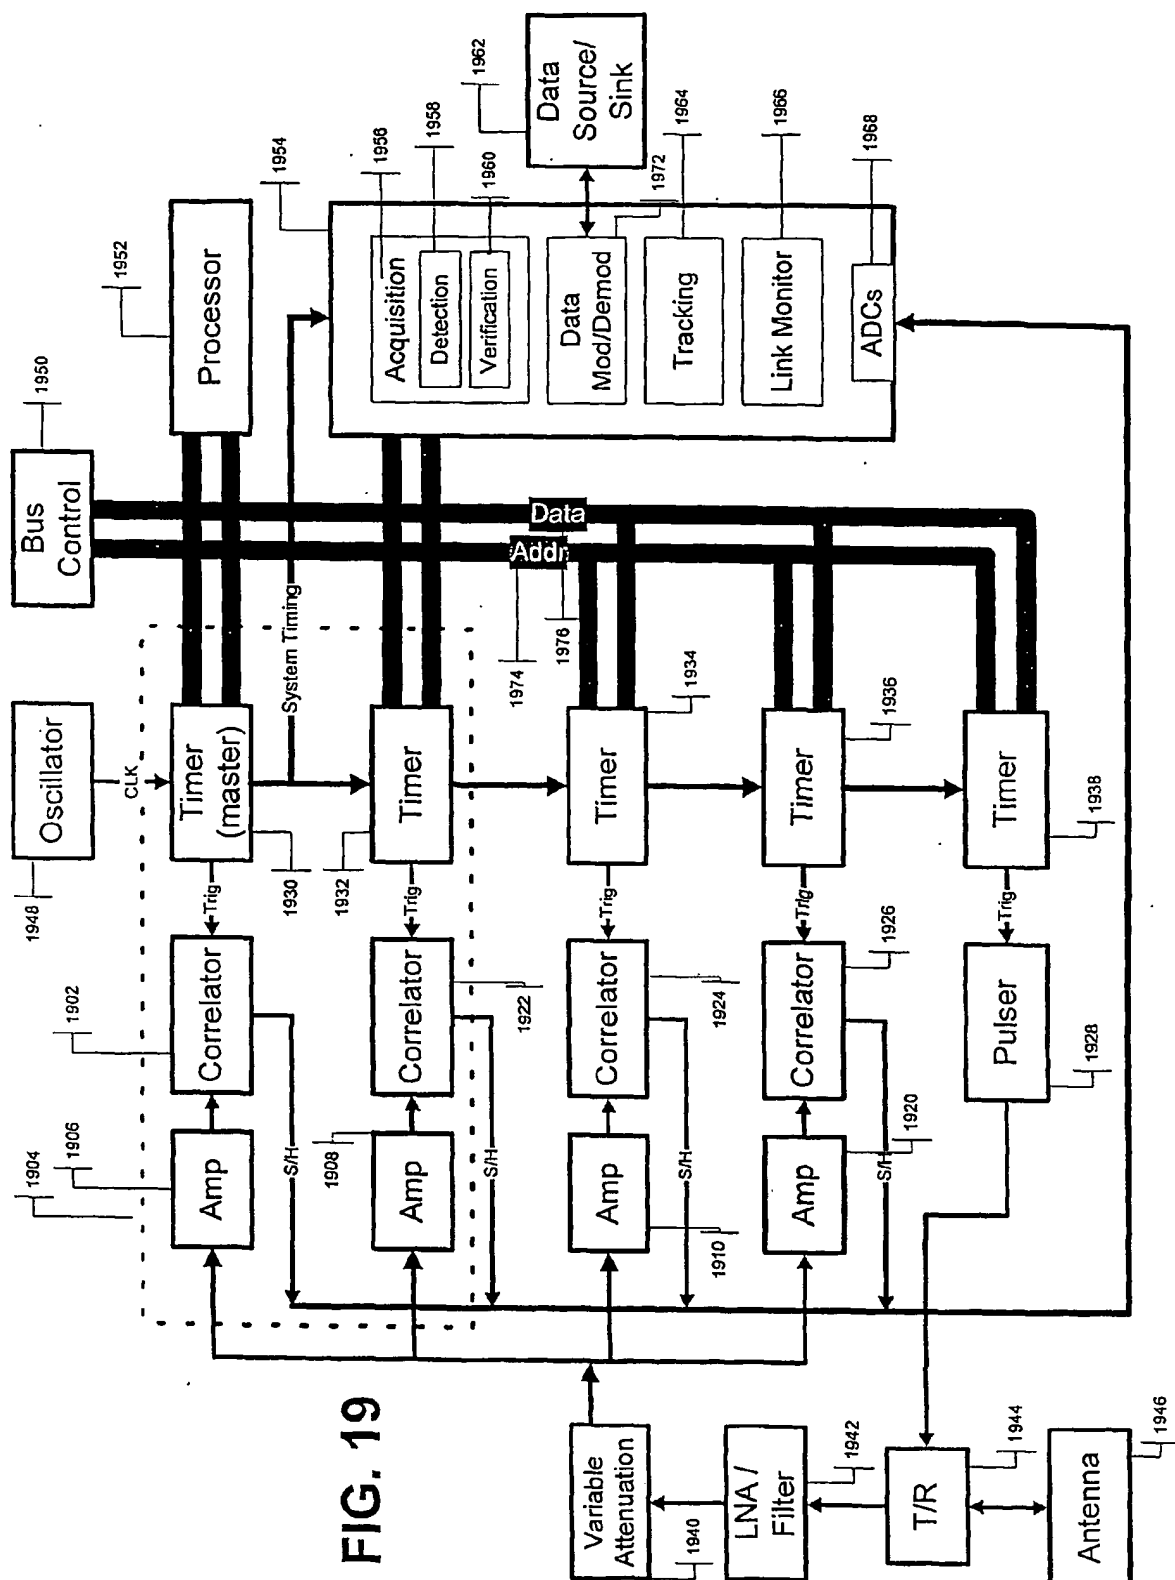 FIG. 19
1948
Oscillator
CLK
Bus
Control
1950
1952
Processor
1954
1956
1958
1960
1962
Data
Source/
Sink
1964
1966
1968
1972
Acquisition
Detection
Verification
Data
Mod/Demod
Tracking
Link Monitor
ADCs
System Timing
Data
Addr
1974
1976
1904
1906
1902
Amp
Correlator
Trig
Timer
(master)
1930
S/H
1908
Amp
Correlator
1922
Trig
Timer
1932
S/H
1910
Amp
Correlator
1924
Trig
Timer
1934
S/H
1920
Amp
Correlator
1926
Trig
Timer
1936
S/H
Pulser
1928
Trig
Timer
1938
Variable
Attenuation
1940
LNA /
Filter
1942
T/R
1944
Antenna
1946